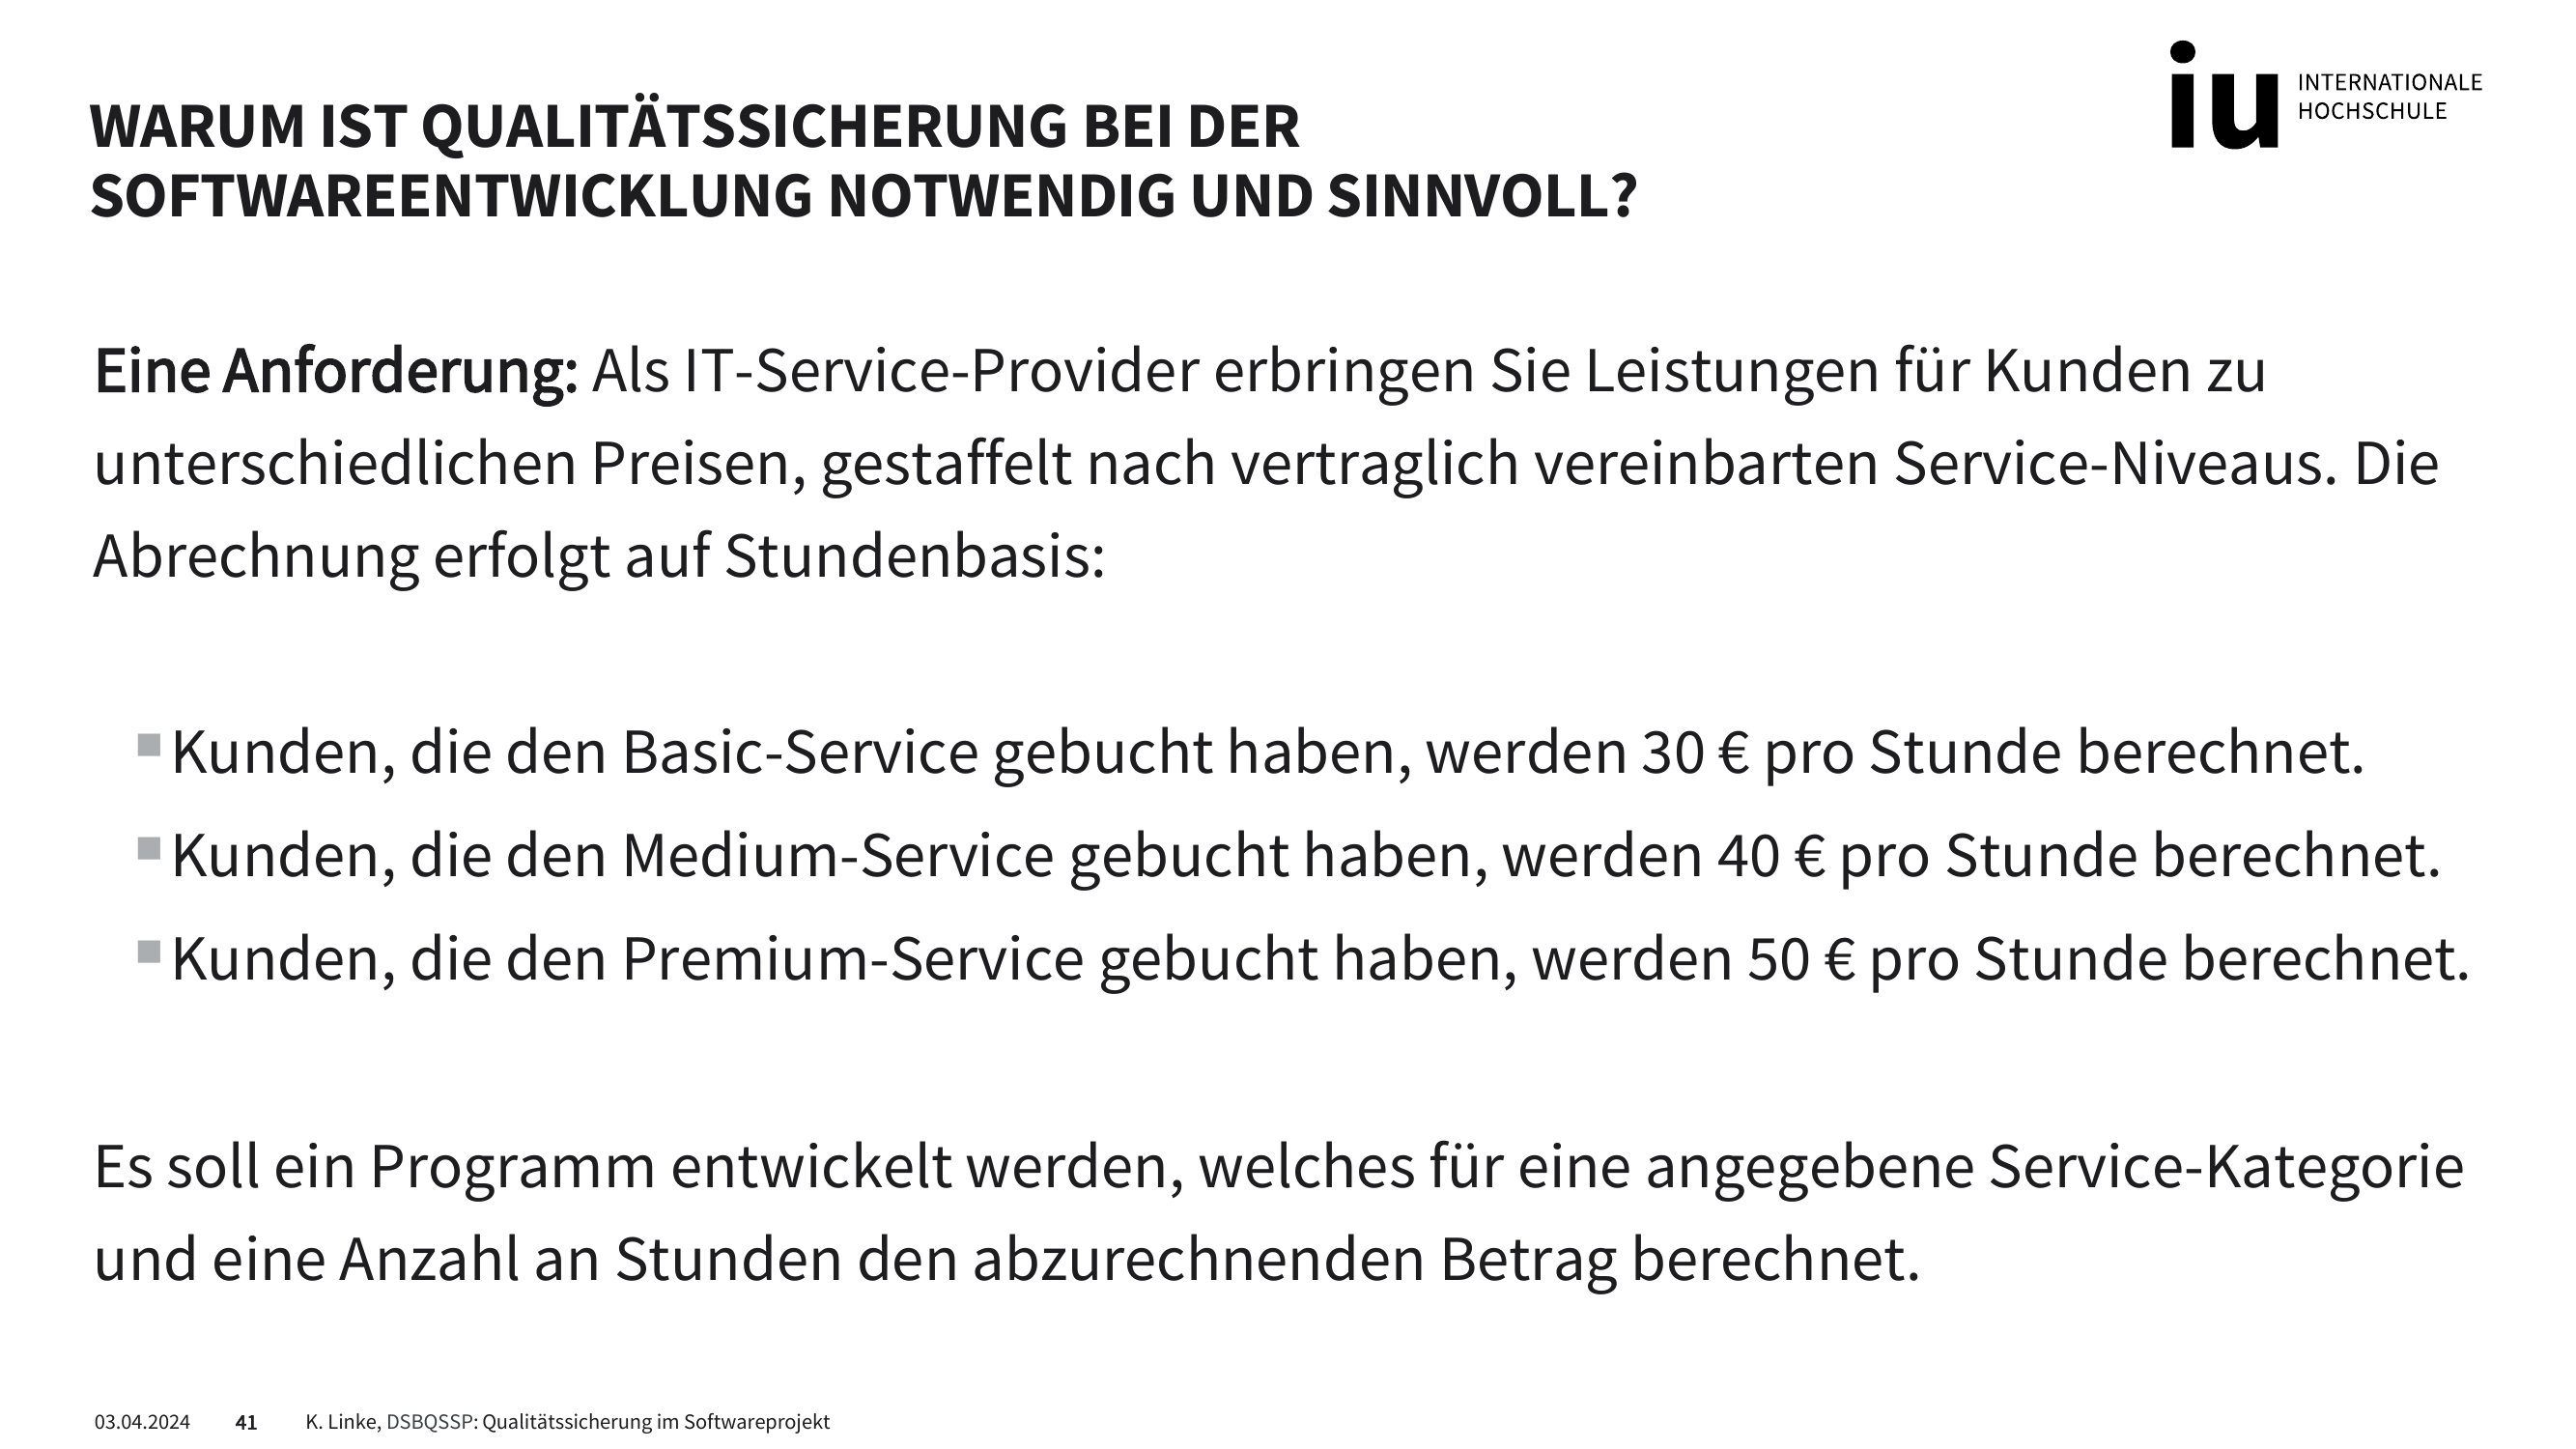 WARUM IST QUALITÄTSSICHERUNG BEI DER
SOFTWAREENTWICKLUNG NOTWENDIG UND SINNVOLL?
iu INTERNATIONALE
HOCHSCHULE
Eine Anforderung: Als IT-Service-Provider erbringen Sie Leistungen für Kunden zu
unterschiedlichen Preisen, gestaffelt nach vertraglich vereinbarten Service-Niveaus. Die
Abrechnung erfolgt auf Stundenbasis:
Kunden, die den Basic-Service gebucht haben, werden 30 € pro Stunde berechnet.
Kunden, die den Medium-Service gebucht haben, werden 40 € pro Stunde berechnet.
Kunden, die den Premium-Service gebucht haben, werden 50 € pro Stunde berechnet.
Es soll ein Programm entwickelt werden, welches für eine angegebene Service-Kategorie
und eine Anzahl an Stunden den abzurechnenden Betrag berechnet.
03.04.2024 41 K. Linke, DSBQSSP: Qualitätssicherung im Softwareprojekt